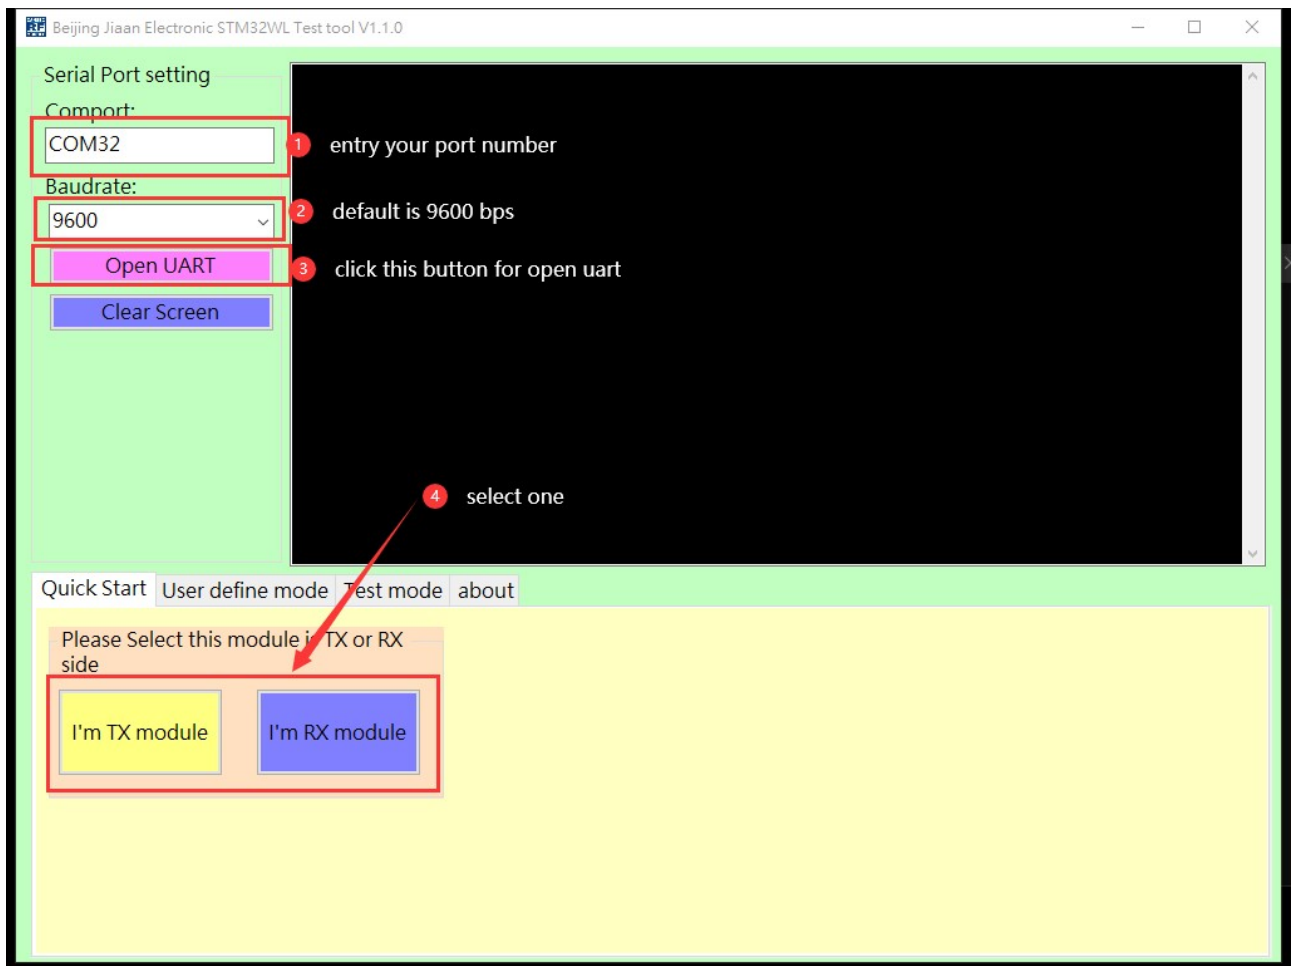 Beijing Jiaan Electronic STM32WL Test tool V1.1.0
Serial Port setting
Comport:
COM32
1 entry your port number
Baudrate:
9600
2 default is 9600 bps
Open UART
3 click this button for open uart
Clear Screen
4 select one
Quick Start User define mode Test mode about
Please Select this module is TX or RX
side
I'm TX module I'm RX module